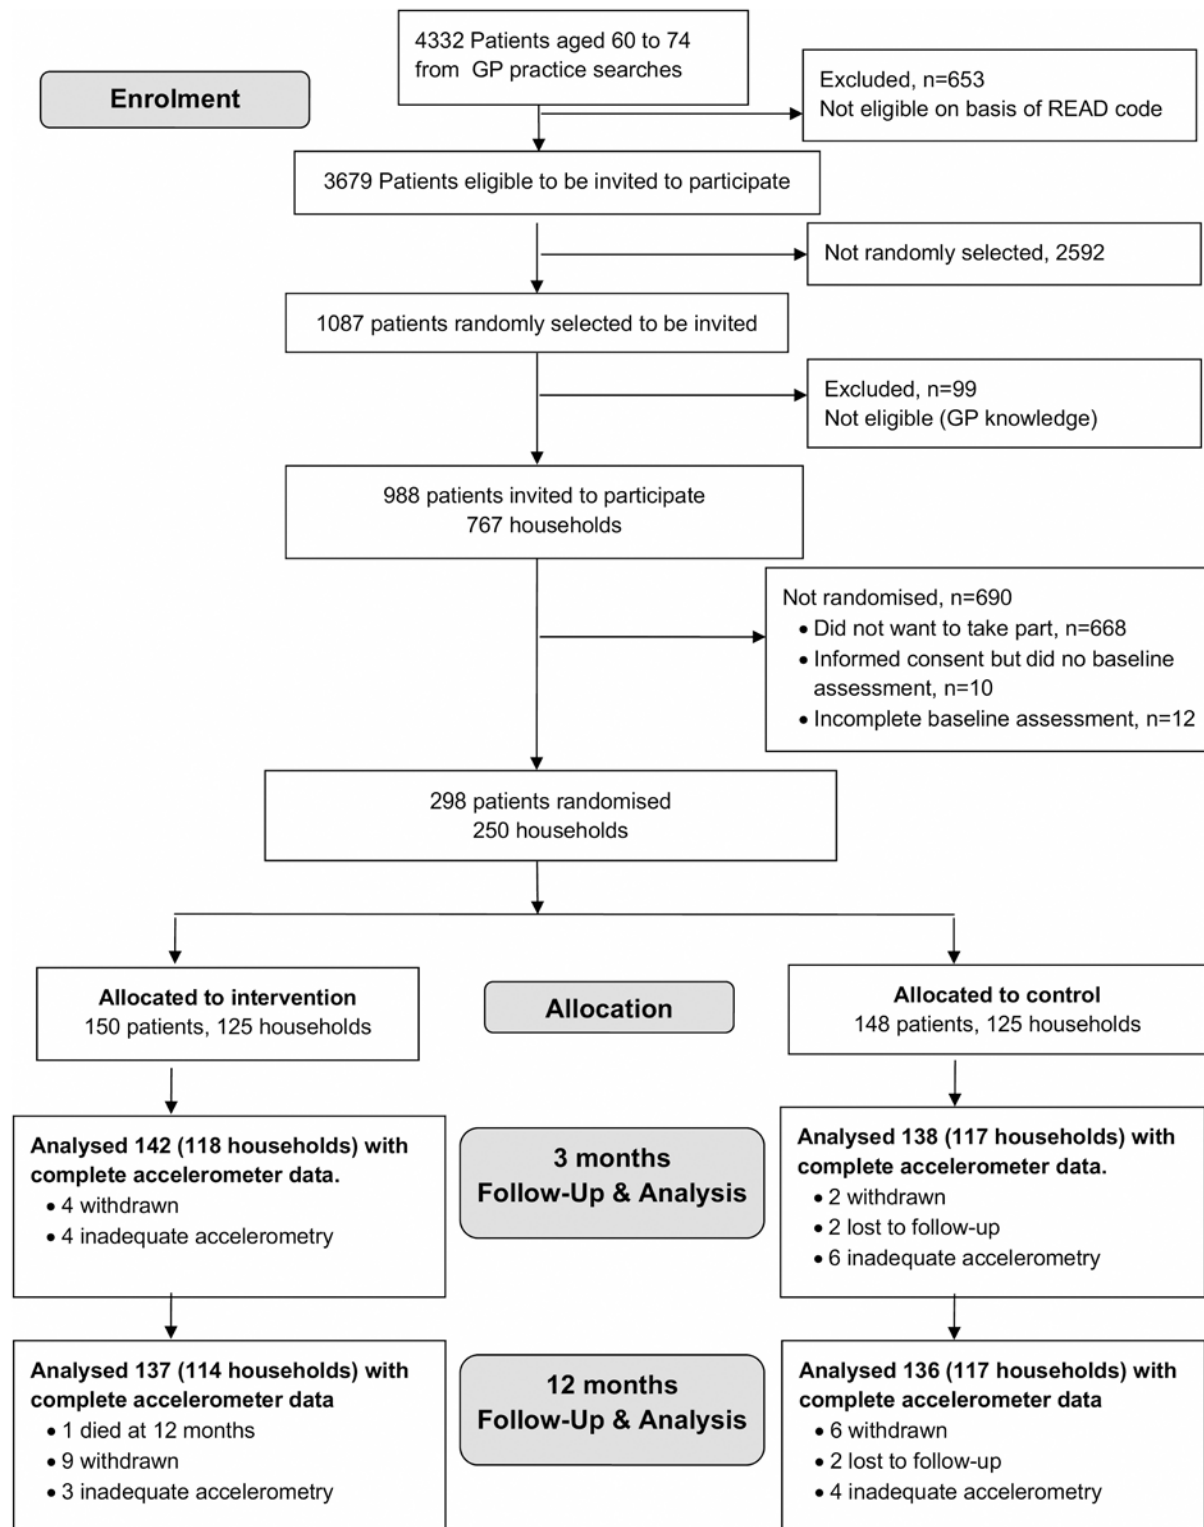 4332 Patients aged 60 to 74
from GP practice searches
Enrolment
Excluded, n=653
Not eligible on basis of READ code
3679 Patients eligible to be invited to participate
Not randomly selected, 2592
1087 patients randomly selected to be invited
Excluded, n=99
Not eligible (GP knowledge)
988 patients invited to participate
767 households
Not randomised, n=690
• Did not want to take part, n=668
• Informed consent but did no baseline
assessment, n=10
• Incomplete baseline assessment, n=12
298 patients randomised
250 households
Allocated to intervention
150 patients, 125 households
Allocation
Allocated to control
148 patients, 125 households
Analysed 142 (118 households) with
complete accelerometer data.
• 4 withdrawn
• 4 inadequate accelerometry
3 months
Follow-Up & Analysis
Analysed 138 (117 households) with
complete accelerometer data.
• 2 withdrawn
• 2 lost to follow-up
• 6 inadequate accelerometry
Analysed 137 (114 households) with
complete accelerometer data
• 1 died at 12 months
• 9 withdrawn
• 3 inadequate accelerometry
12 months
Follow-Up & Analysis
Analysed 136 (117 households) with
complete accelerometer data
• 6 withdrawn
• 2 lost to follow-up
• 4 inadequate accelerometry